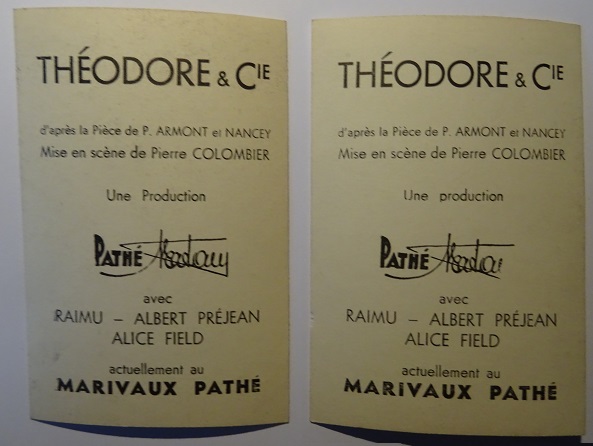 THÉODORE & CIE
d'après la Pièce de P. ARMONT et NANCEY
Mise en scène de Pierre COLOMBIER
Une Production
PATHÉ Natan
avec
RAIMU – ALBERT PRÉJEAN
ALICE FIELD
actuellement au
MARIVAUX PATHÉ
THÉODORE & CIE
d'après la Pièce de P. ARMONT et NANCEY
Mise en scène de Pierre COLOMBIER
Une production
PATHÉ Natan
avec
RAIMU – ALBERT PRÉJEAN
ALICE FIELD
actuellement au
MARiVAUX PATHÉ